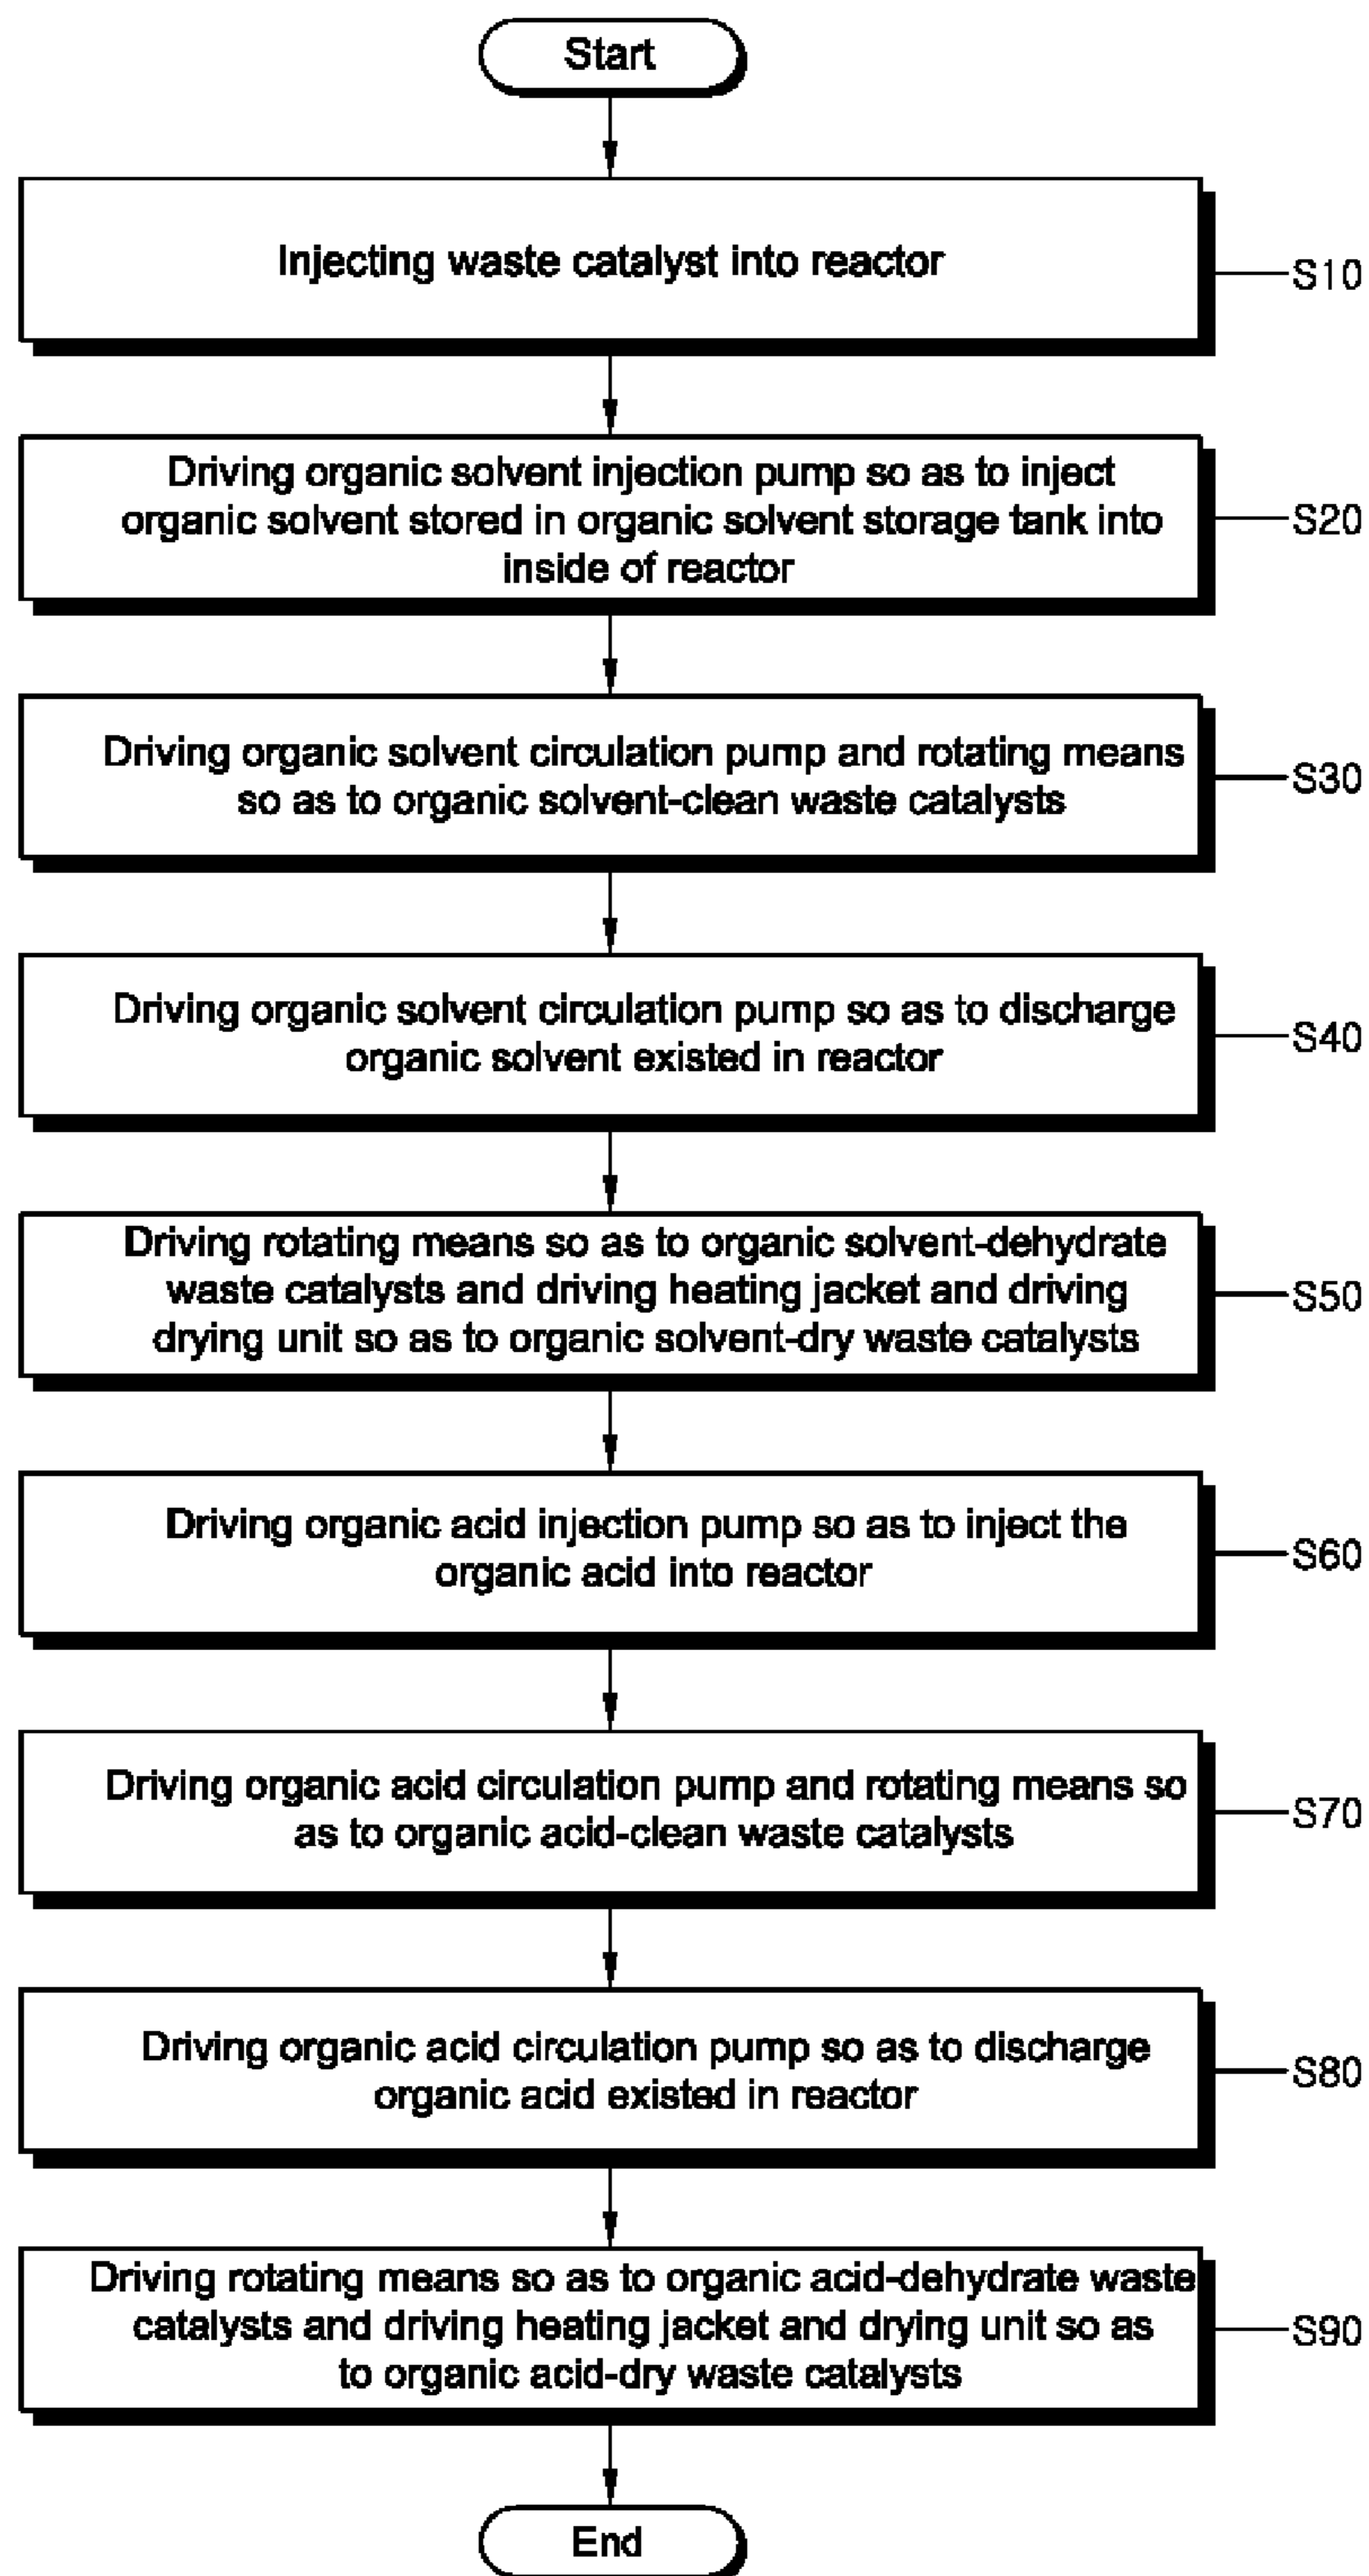 Start
Injecting waste catalyst into reactor
S10
Driving organic solvent injection pump so as to inject
organic solvent stored in organic solvent storage tank into
inside of reactor
S20
Driving organic solvent circulation pump and rotating means
so as to organic solvent-clean waste catalysts
S30
Driving organic solvent circulation pump so as to discharge
organic solvent existed in reactor
S40
Driving rotating means so as to organic solvent-dehydrate
waste catalysts and driving heating jacket and driving
drying unit so as to organic solvent-dry waste catalysts
S50
Driving organic acid injection pump so as to inject the
organic acid into reactor
S60
Driving organic acid circulation pump and rotating means so
as to organic acid-clean waste catalysts
S70
Driving organic acid circulation pump so as to discharge
organic acid existed in reactor
S80
Driving rotating means so as to organic acid-dehydrate waste
catalysts and driving heating jacket and drying unit so as
to organic acid-dry waste catalysts
S90
End